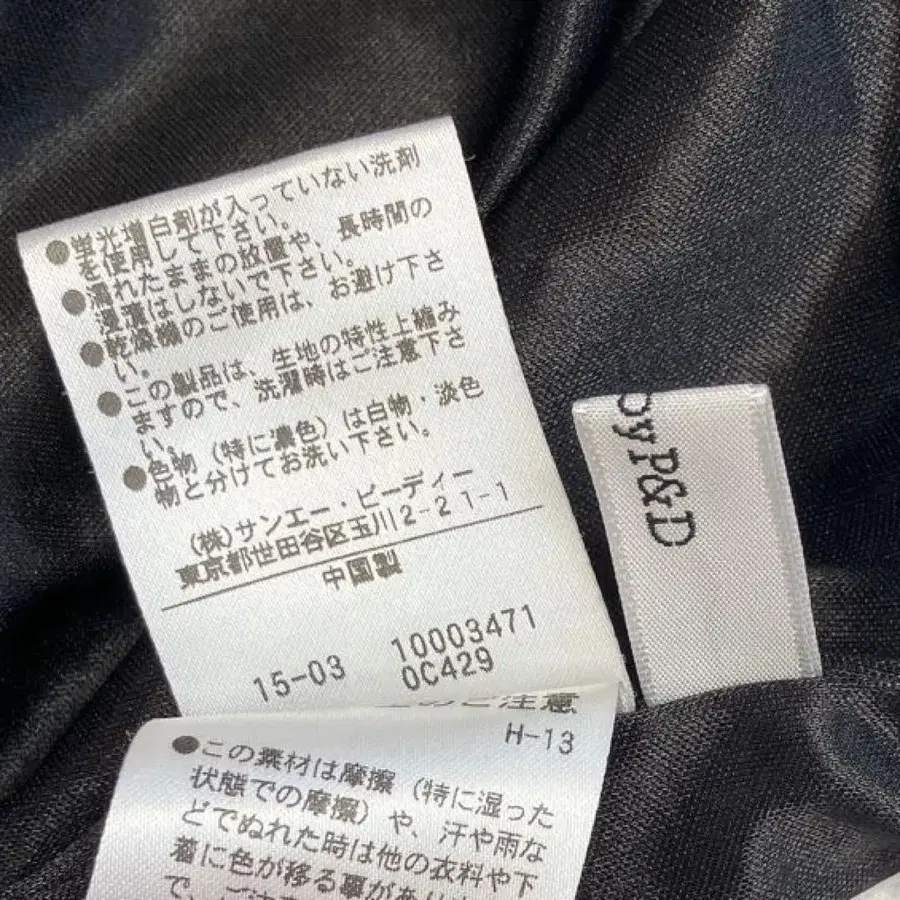 ●蛍光増白剤が入っていない洗剤
を使用して下さい。
●濡れたままの放置や、長時間の
浸漬はしないで下さい。
●乾燥機のご使用は、お避け下さ
い。
●この製品は、生地の特性上縮み
ますので、洗濯時はご注意下さ
い。
●色物（特に濃色）は白物・淡色
物と分けてお洗い下さい。
(株)サンエー・ビーディー
東京都世田谷区玉川2-21-1
中国製
15-03 10003471
0C429
byP&D
のご注意
H-13
●この素材は摩擦（特に湿った
状態での摩擦）や、汗や雨な
どでぬれた時は他の衣料や下
着に色が移る事があり
で、ご注